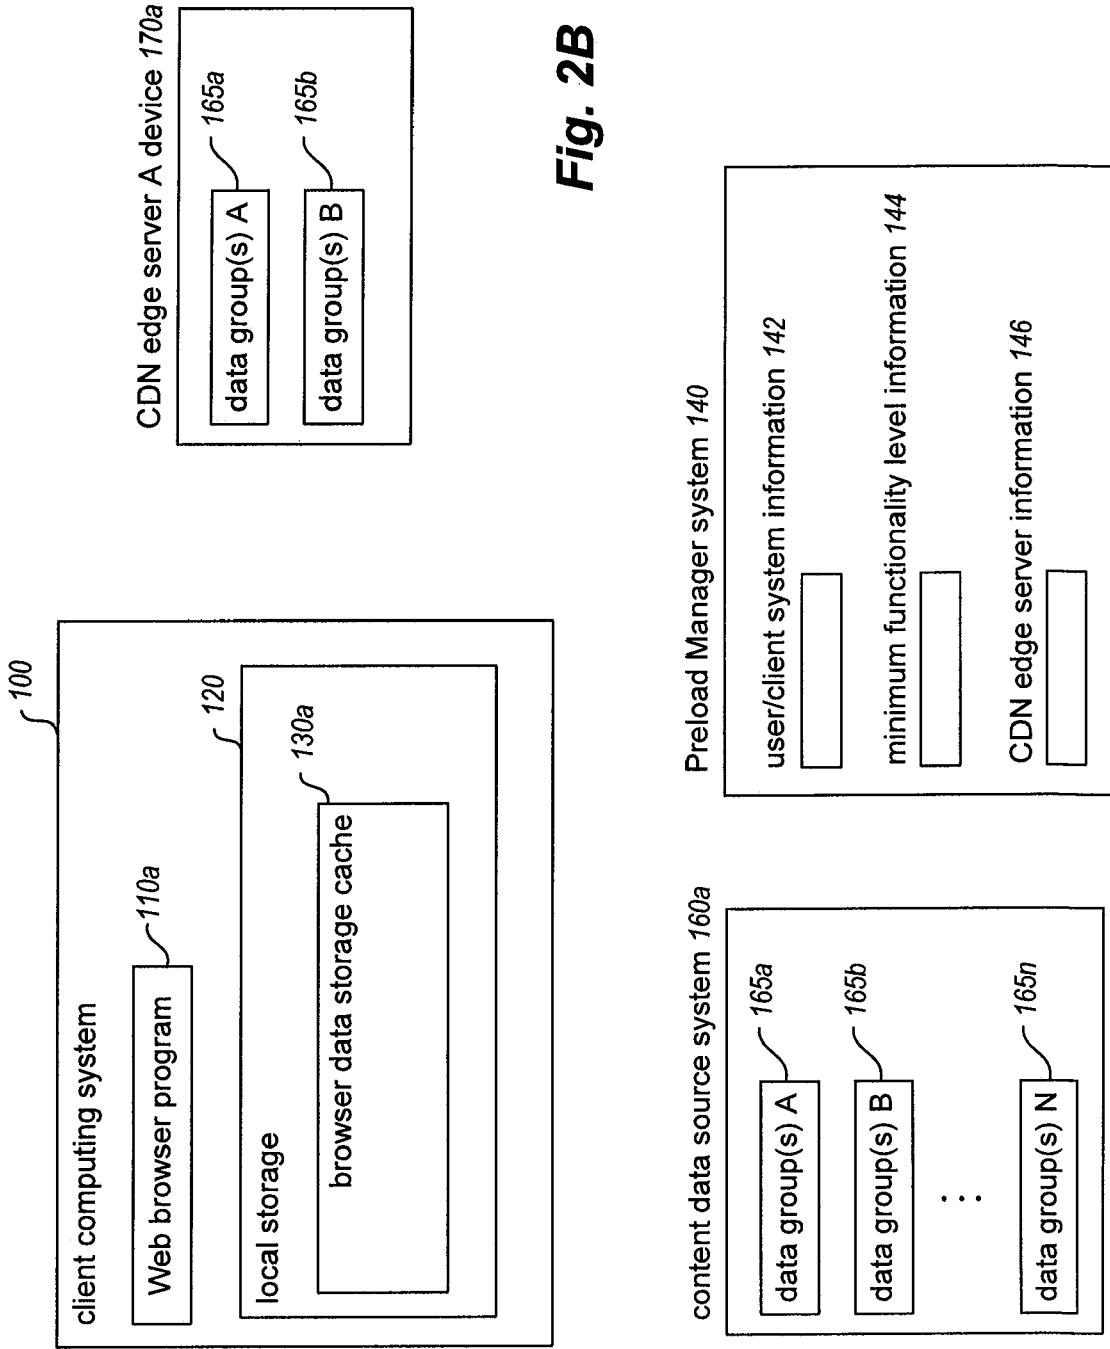 100
client computing system
110a
Web browser program
120
local storage
130a
browser data storage cache
CDN edge server A device 170a
165a
data group(s) A
165b
data group(s) B
Fig. 2B
content data source system 160a
165a
data group(s) A
165b
data group(s) B
...
165n
data group(s) N
Preload Manager system 140
user/client system information 142
minimum functionality level information 144
CDN edge server information 146